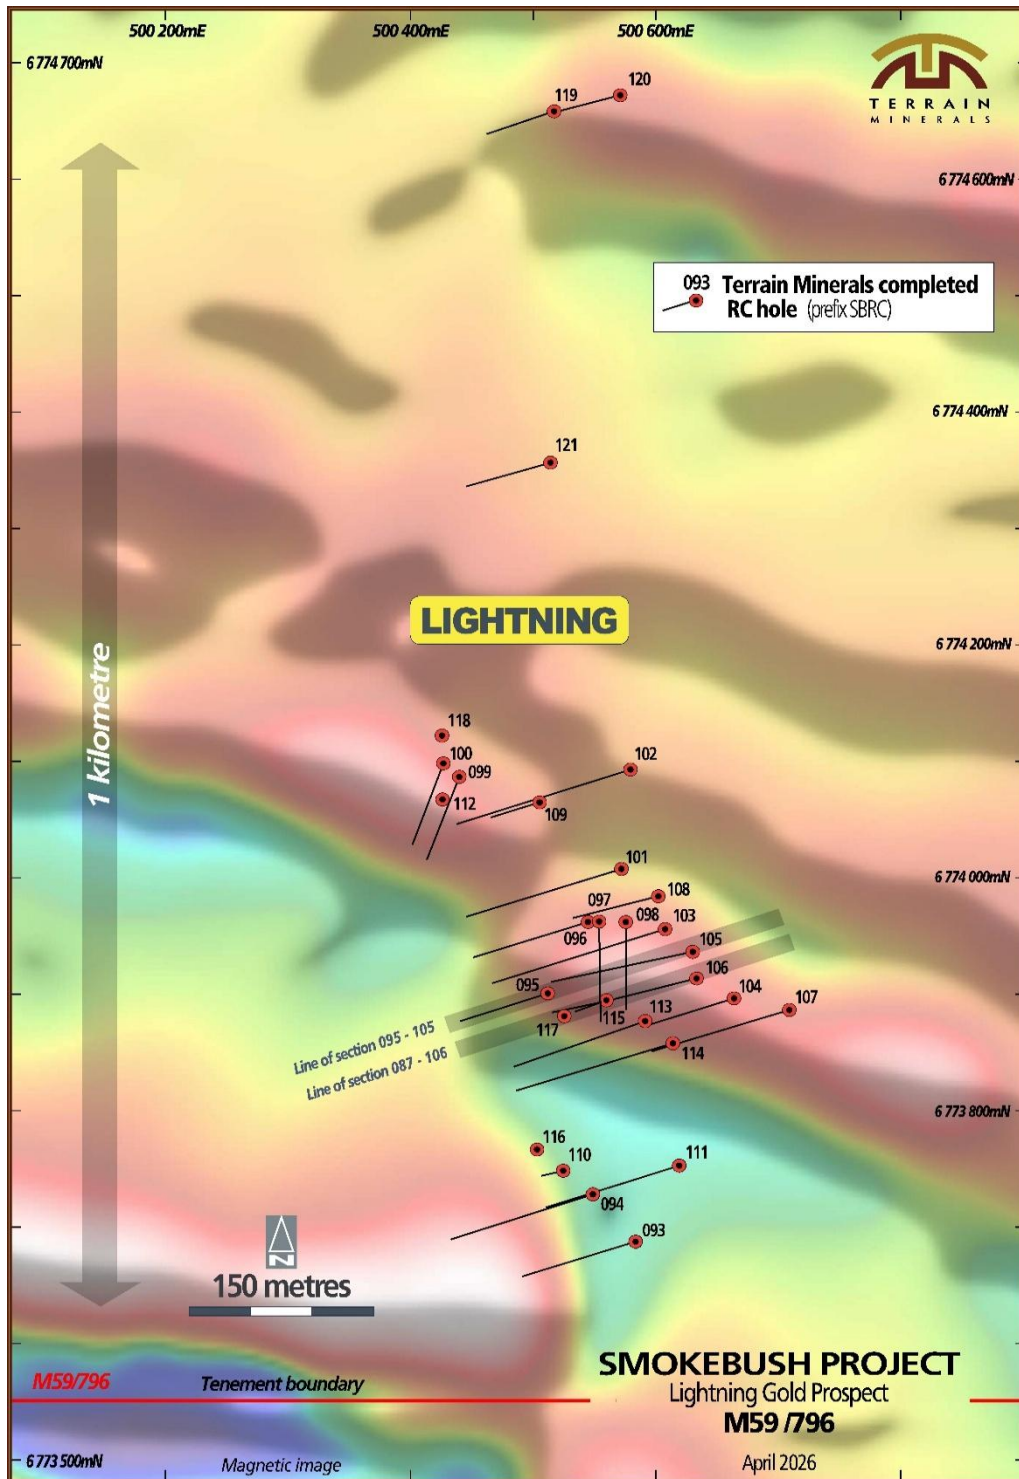 500 200mE
500 400mE
500 600mE
6 774 700mN
TERRAIN
MINERALS
119
120
6 774 600mN
093 Terrain Minerals completed
RC hole (prefix SBRC)
6 774 400mN
121
LIGHTNING
6 774 200mN
1 kilometre
118
100
099
112
102
109
101
6 774 000mN
108
097
098
103
096
105
106
095
104
107
115
113
117
114
Line of section 095 - 105
Line of section 087 - 106
6 773 800mN
116
110
111
094
093
N
150 metres
SMOKEBUSH PROJECT
Lightning Gold Prospect
M59 /796
M59/796
Tenement boundary
6 773 500mN
Magnetic image
April 2026